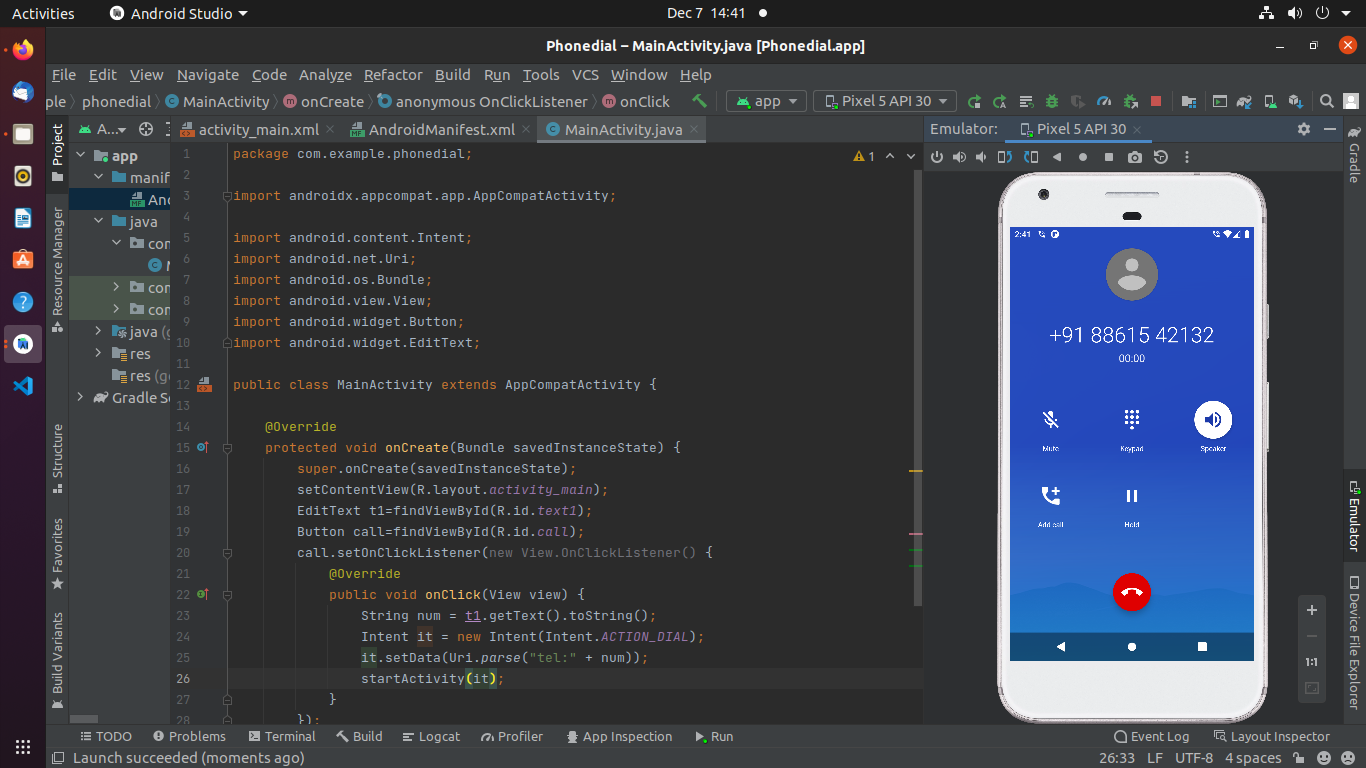 Activities Android Studio Dec 7 14:41
Phonedial – MainActivity.java [Phonedial.app]
File Edit View Navigate Code Analyze Refactor Build Run Tools VCS Window Help
ple phonedial MainActivity onCreate anonymous OnClickListener onClick app Pixel 5 API 30
Project
A...
activity_main.xml AndroidManifest.xml MainActivity.java
Emulator: Pixel 5 API 30
Gradle
app
manif
And
java
com
M
com
com
java (g
res
res (ge
Gradle Sc
Resource Manager
Structure
Favorites
Build Variants
1 package com.example.phonedial;
2
3 import androidx.appcompat.app.AppCompatActivity;
4
5 import android.content.Intent;
6 import android.net.Uri;
7 import android.os.Bundle;
8 import android.view.View;
9 import android.widget.Button;
10 import android.widget.EditText;
11
12 public class MainActivity extends AppCompatActivity {
13
14 @Override
15 protected void onCreate(Bundle savedInstanceState) {
16 super.onCreate(savedInstanceState);
17 setContentView(R.layout.activity_main);
18 EditText t1=findViewById(R.id.text1);
19 Button call=findViewById(R.id.call);
20 call.setOnClickListener(new View.OnClickListener() {
21 @Override
22 public void onClick(View view) {
23 String num = t1.getText().toString();
24 Intent it = new Intent(Intent.ACTION_DIAL);
25 it.setData(Uri.parse("tel:" + num));
26 startActivity(it);
27 }
28 });
1
2:41
+91 88615 42132
00:00
Mute Keypad Speaker
Add call Hold
1:1
Emulator
Device File Explorer
TODO Problems Terminal Build Logcat Profiler App Inspection Run Event Log Layout Inspector
Launch succeeded (moments ago) 26:33 LF UTF-8 4 spaces